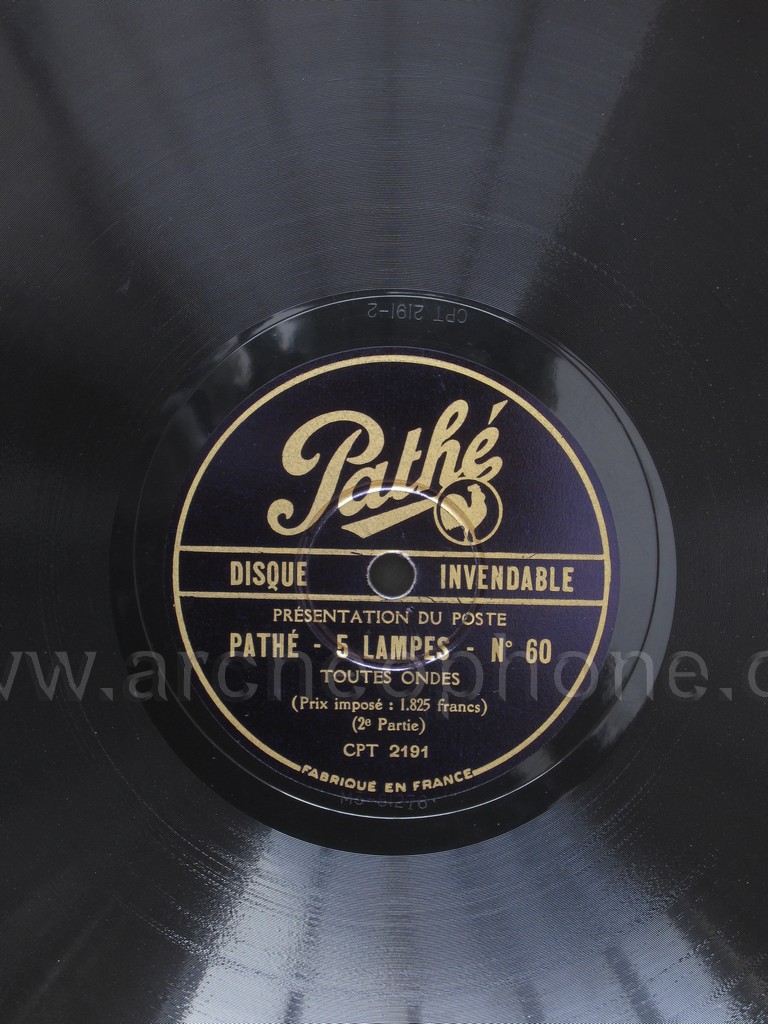 CPT 2191-2
Pathé
DISQUE INVENDABLE
PRÉSENTATION DU POSTE
PATHÉ - 5 LAMPES - N° 60
TOUTES ONDES
www.archeophone.
(Prix imposé : 1.825 francs)
(2e Partie)
CPT 2191
FABRIQUÉ EN FRANCE